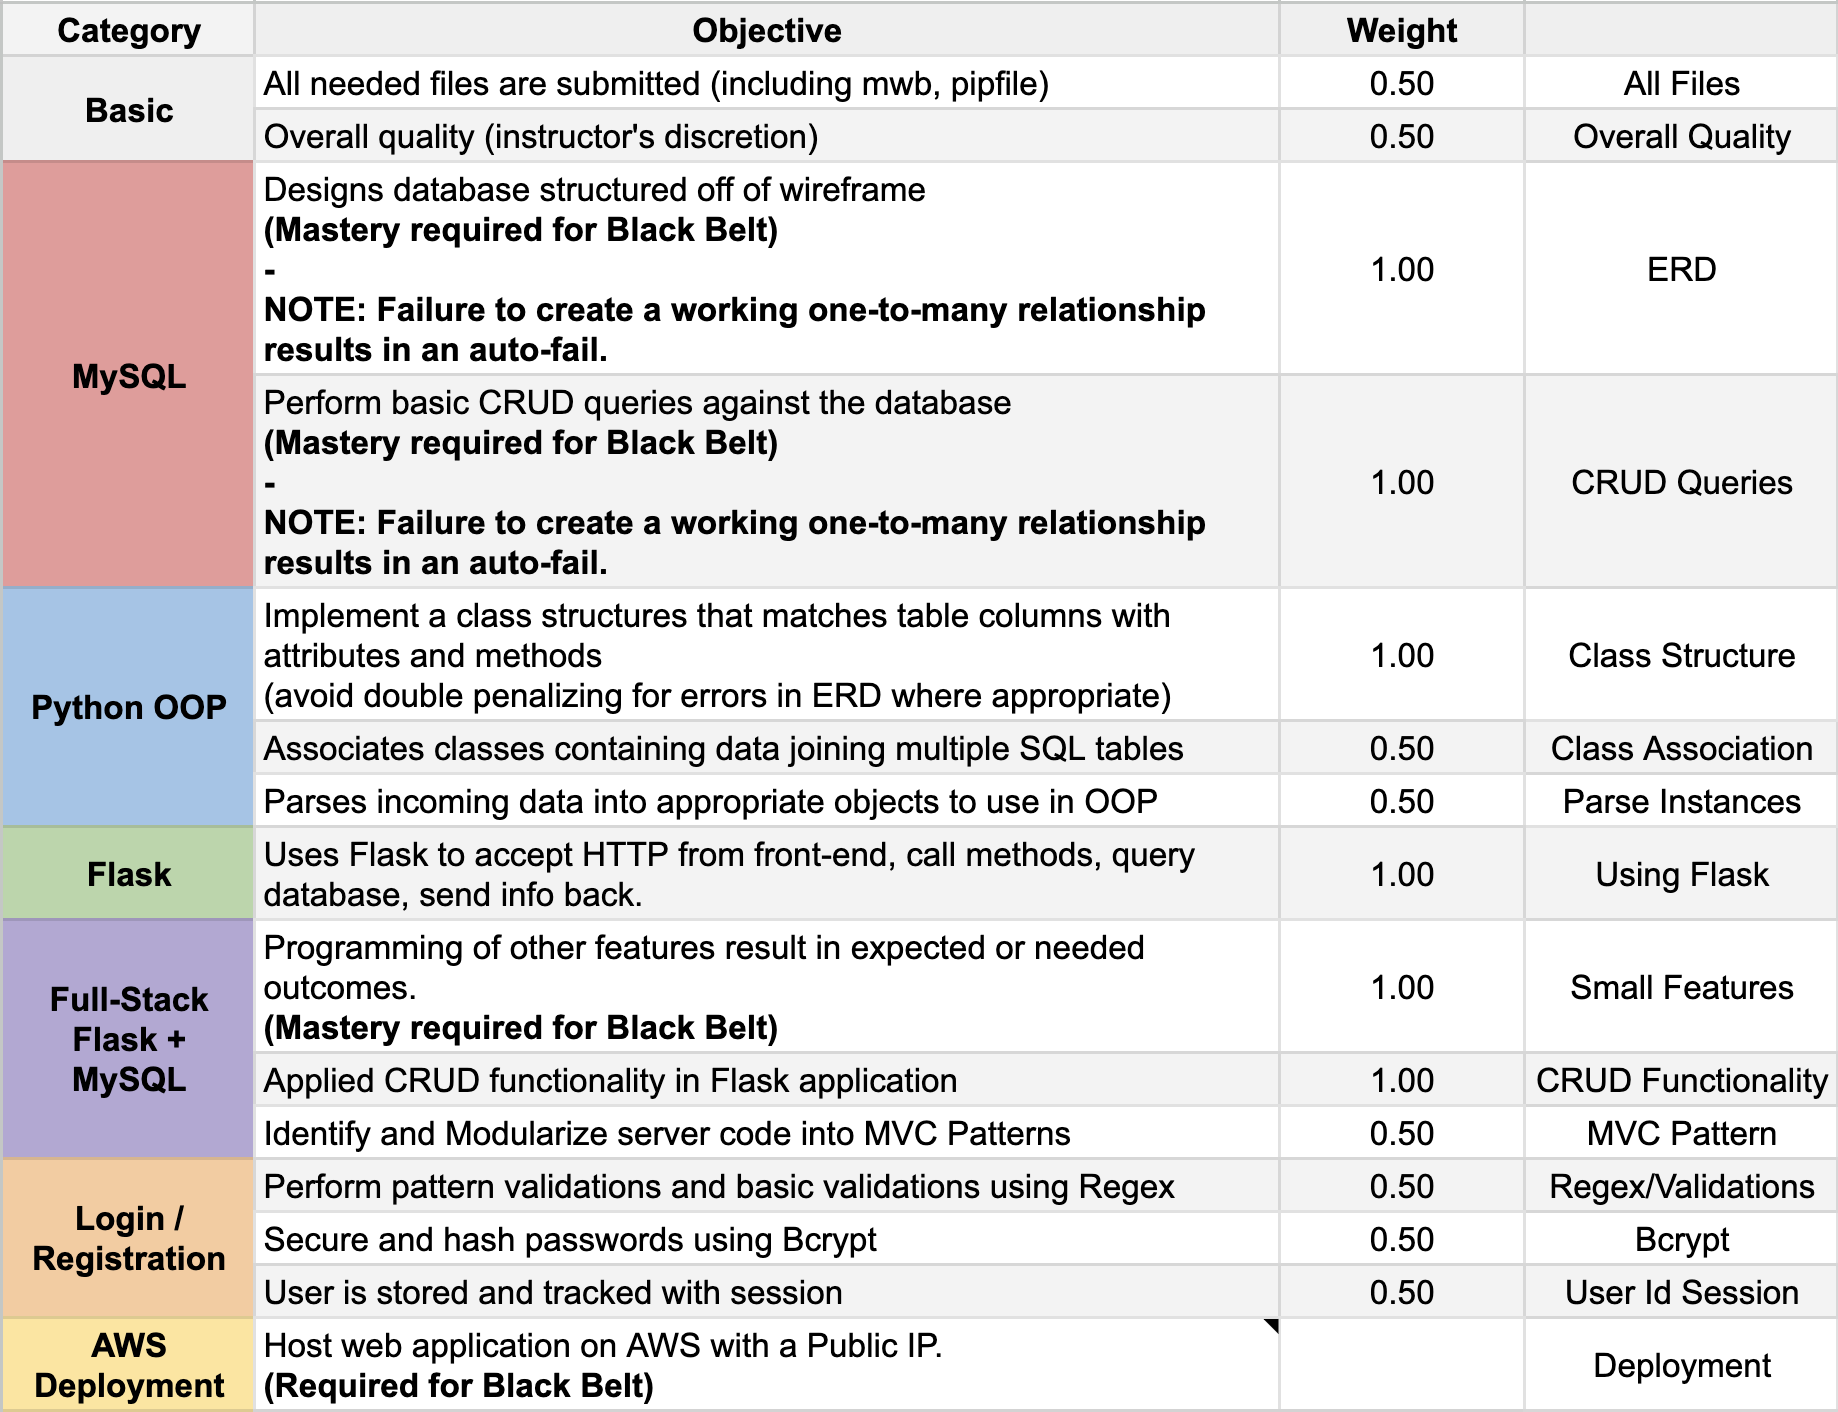 Category Objective Weight
Basic
All needed files are submitted (including mwb, pipfile) 0.50 All Files
Overall quality (instructor's discretion) 0.50 Overall Quality
MySQL
Designs database structured off of wireframe
(Mastery required for Black Belt)
-
NOTE: Failure to create a working one-to-many relationship
results in an auto-fail.
1.00 ERD
Perform basic CRUD queries against the database
(Mastery required for Black Belt)
-
NOTE: Failure to create a working one-to-many relationship
results in an auto-fail.
1.00 CRUD Queries
Python OOP
Implement a class structures that matches table columns with
attributes and methods
(avoid double penalizing for errors in ERD where appropriate)
1.00 Class Structure
Associates classes containing data joining multiple SQL tables 0.50 Class Association
Parses incoming data into appropriate objects to use in OOP 0.50 Parse Instances
Flask
Uses Flask to accept HTTP from front-end, call methods, query
database, send info back.
1.00 Using Flask
Full-Stack
Flask +
MySQL
Programming of other features result in expected or needed
outcomes.
(Mastery required for Black Belt)
1.00 Small Features
Applied CRUD functionality in Flask application 1.00 CRUD Functionality
Identify and Modularize server code into MVC Patterns 0.50 MVC Pattern
Login /
Registration
Perform pattern validations and basic validations using Regex 0.50 Regex/Validations
Secure and hash passwords using Bcrypt 0.50 Bcrypt
User is stored and tracked with session 0.50 User Id Session
AWS
Deployment
Host web application on AWS with a Public IP.
(Required for Black Belt)
Deployment